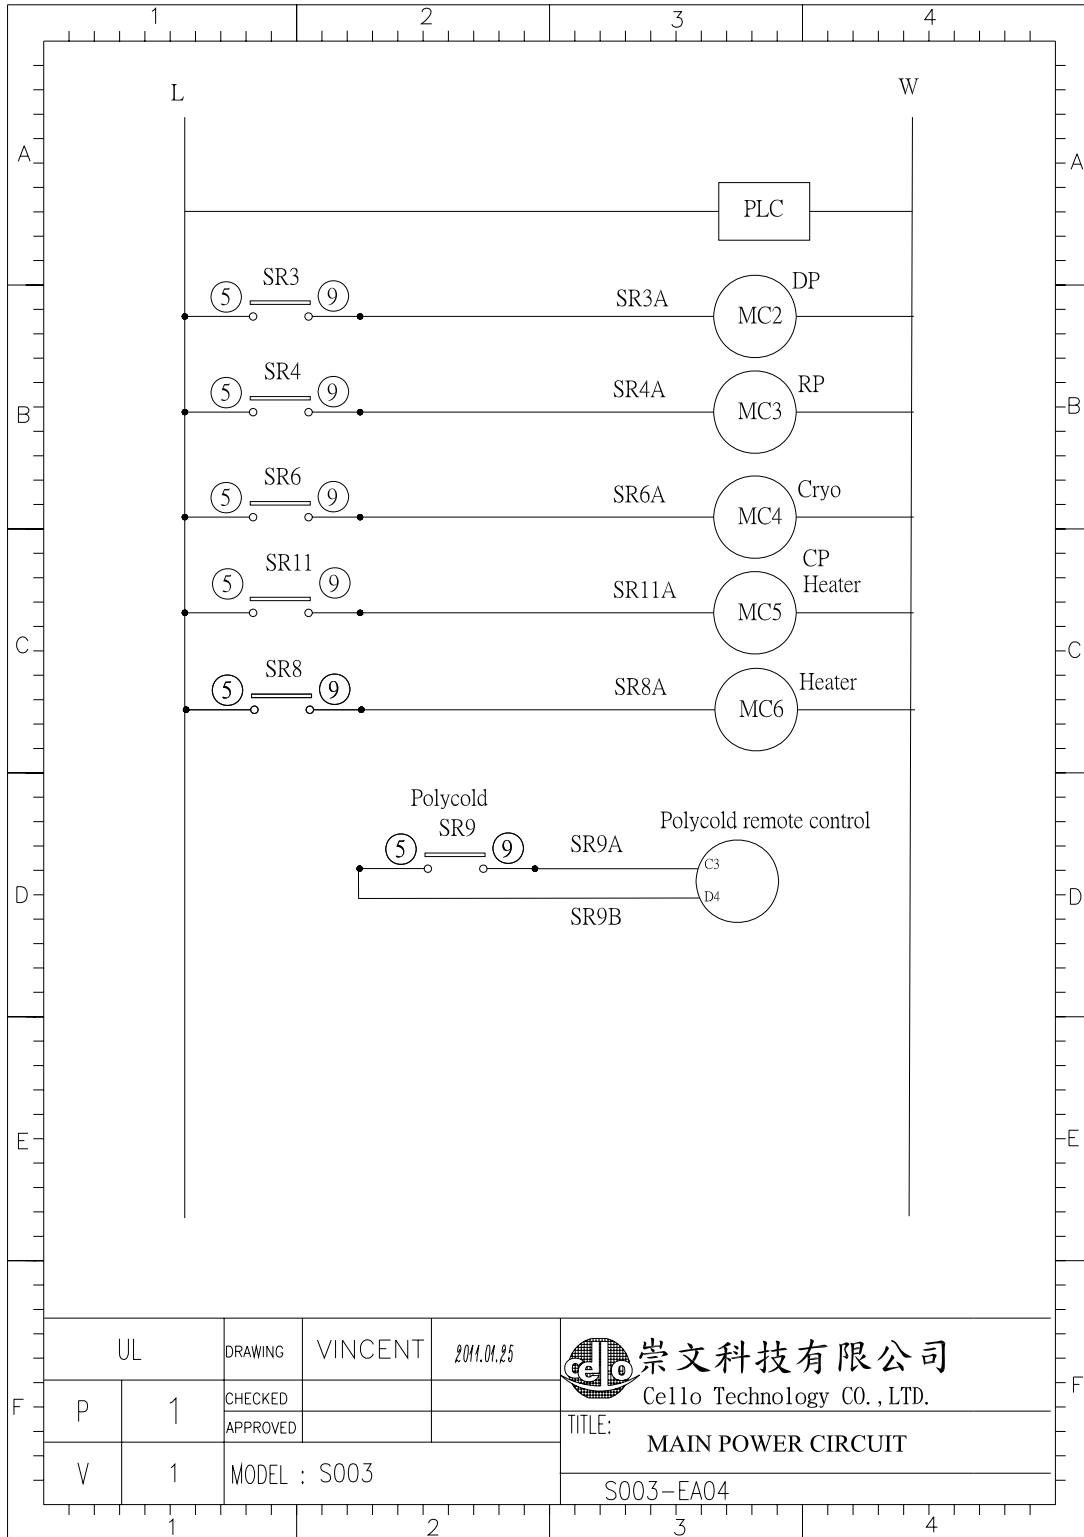 1 2 3 4
L W
A A
PLC
SR3 DP
5 9 SR3A MC2
SR4 RP
5 9 SR4A MC3
B B
SR6 Cryo
5 9 SR6A MC4
SR11 CP
Heater
5 9 SR11A MC5
C C
SR8 Heater
5 9 SR8A MC6
Polycold Polycold remote control
SR9
5 9 SR9A C3
D D4 D
SR9B
E E
UL DRAWING VINCENT 2011.01.25 cello 崇文科技有限公司
F P 1 CHECKED Cello Technology CO.,LTD. F
APPROVED TITLE:
MAIN POWER CIRCUIT
V 1 MODEL : S003
S003-EA04
1 2 3 4